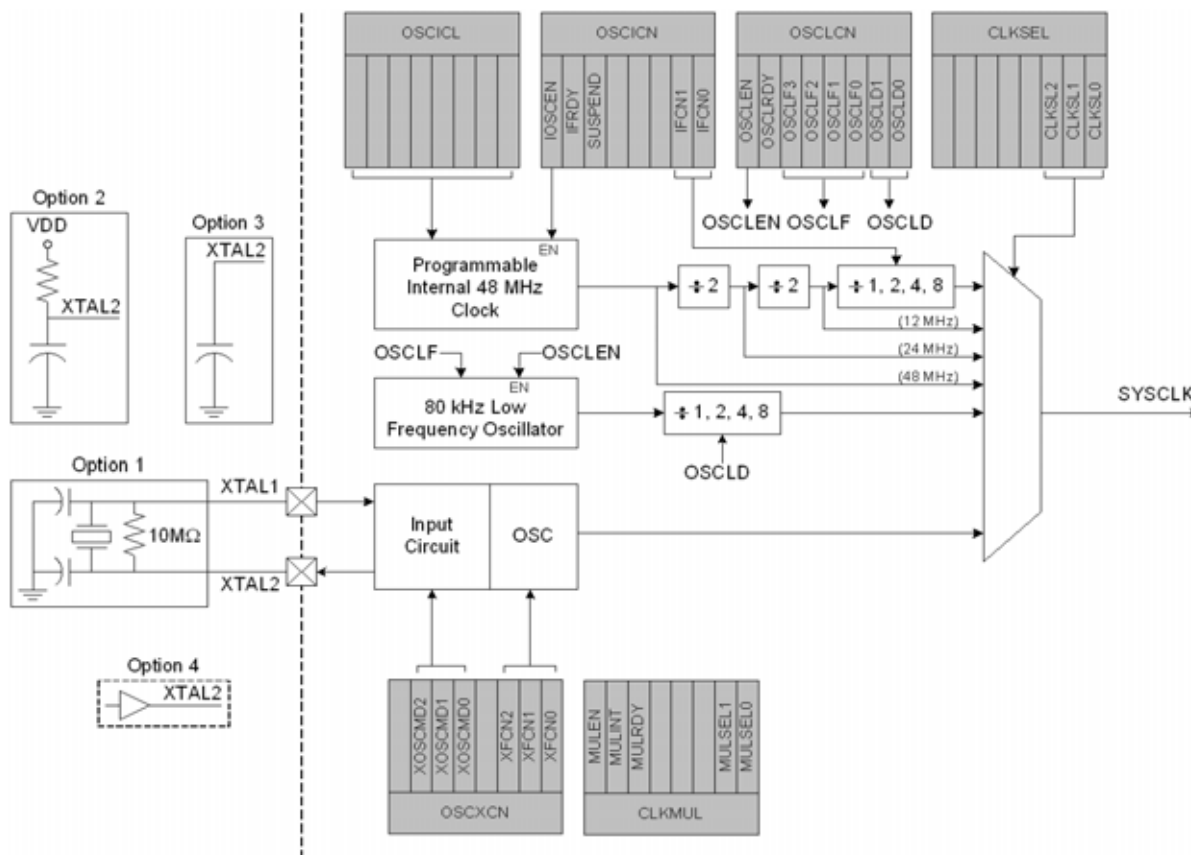 OSCICL
OSCICN
OSCLCN
CLKSEL
IOSCEN
IFRDY
SUSPEND
IFCN1
IFCN0
OSCLEN
OSCLRDY
OSCLF3
OSCLF2
OSCLF1
OSCLF0
OSCLD1
OSCLD0
CLKSL2
CLKSL1
CLKSL0
Option 2
VDD
XTAL2
Option 3
XTAL2
OSCLEN OSCLF OSCLD
EN
Programmable
Internal 48 MHz
Clock
÷ 2
÷ 2
÷ 1, 2, 4, 8
(12 MHz)
(24 MHz)
(48 MHz)
OSCLF
OSCLEN
EN
80 kHz Low
Frequency Oscillator
÷ 1, 2, 4, 8
OSCLD
SYSCLK
Option 1
10MΩ
XTAL1
XTAL2
Input
Circuit
OSC
Option 4
XTAL2
XOSCMD2
XOSCMD1
XOSCMD0
XFCN2
XFCN1
XFCN0
OSCXCN
MULEN
MULINT
MULRDY
MULSEL1
MULSEL0
CLKMUL